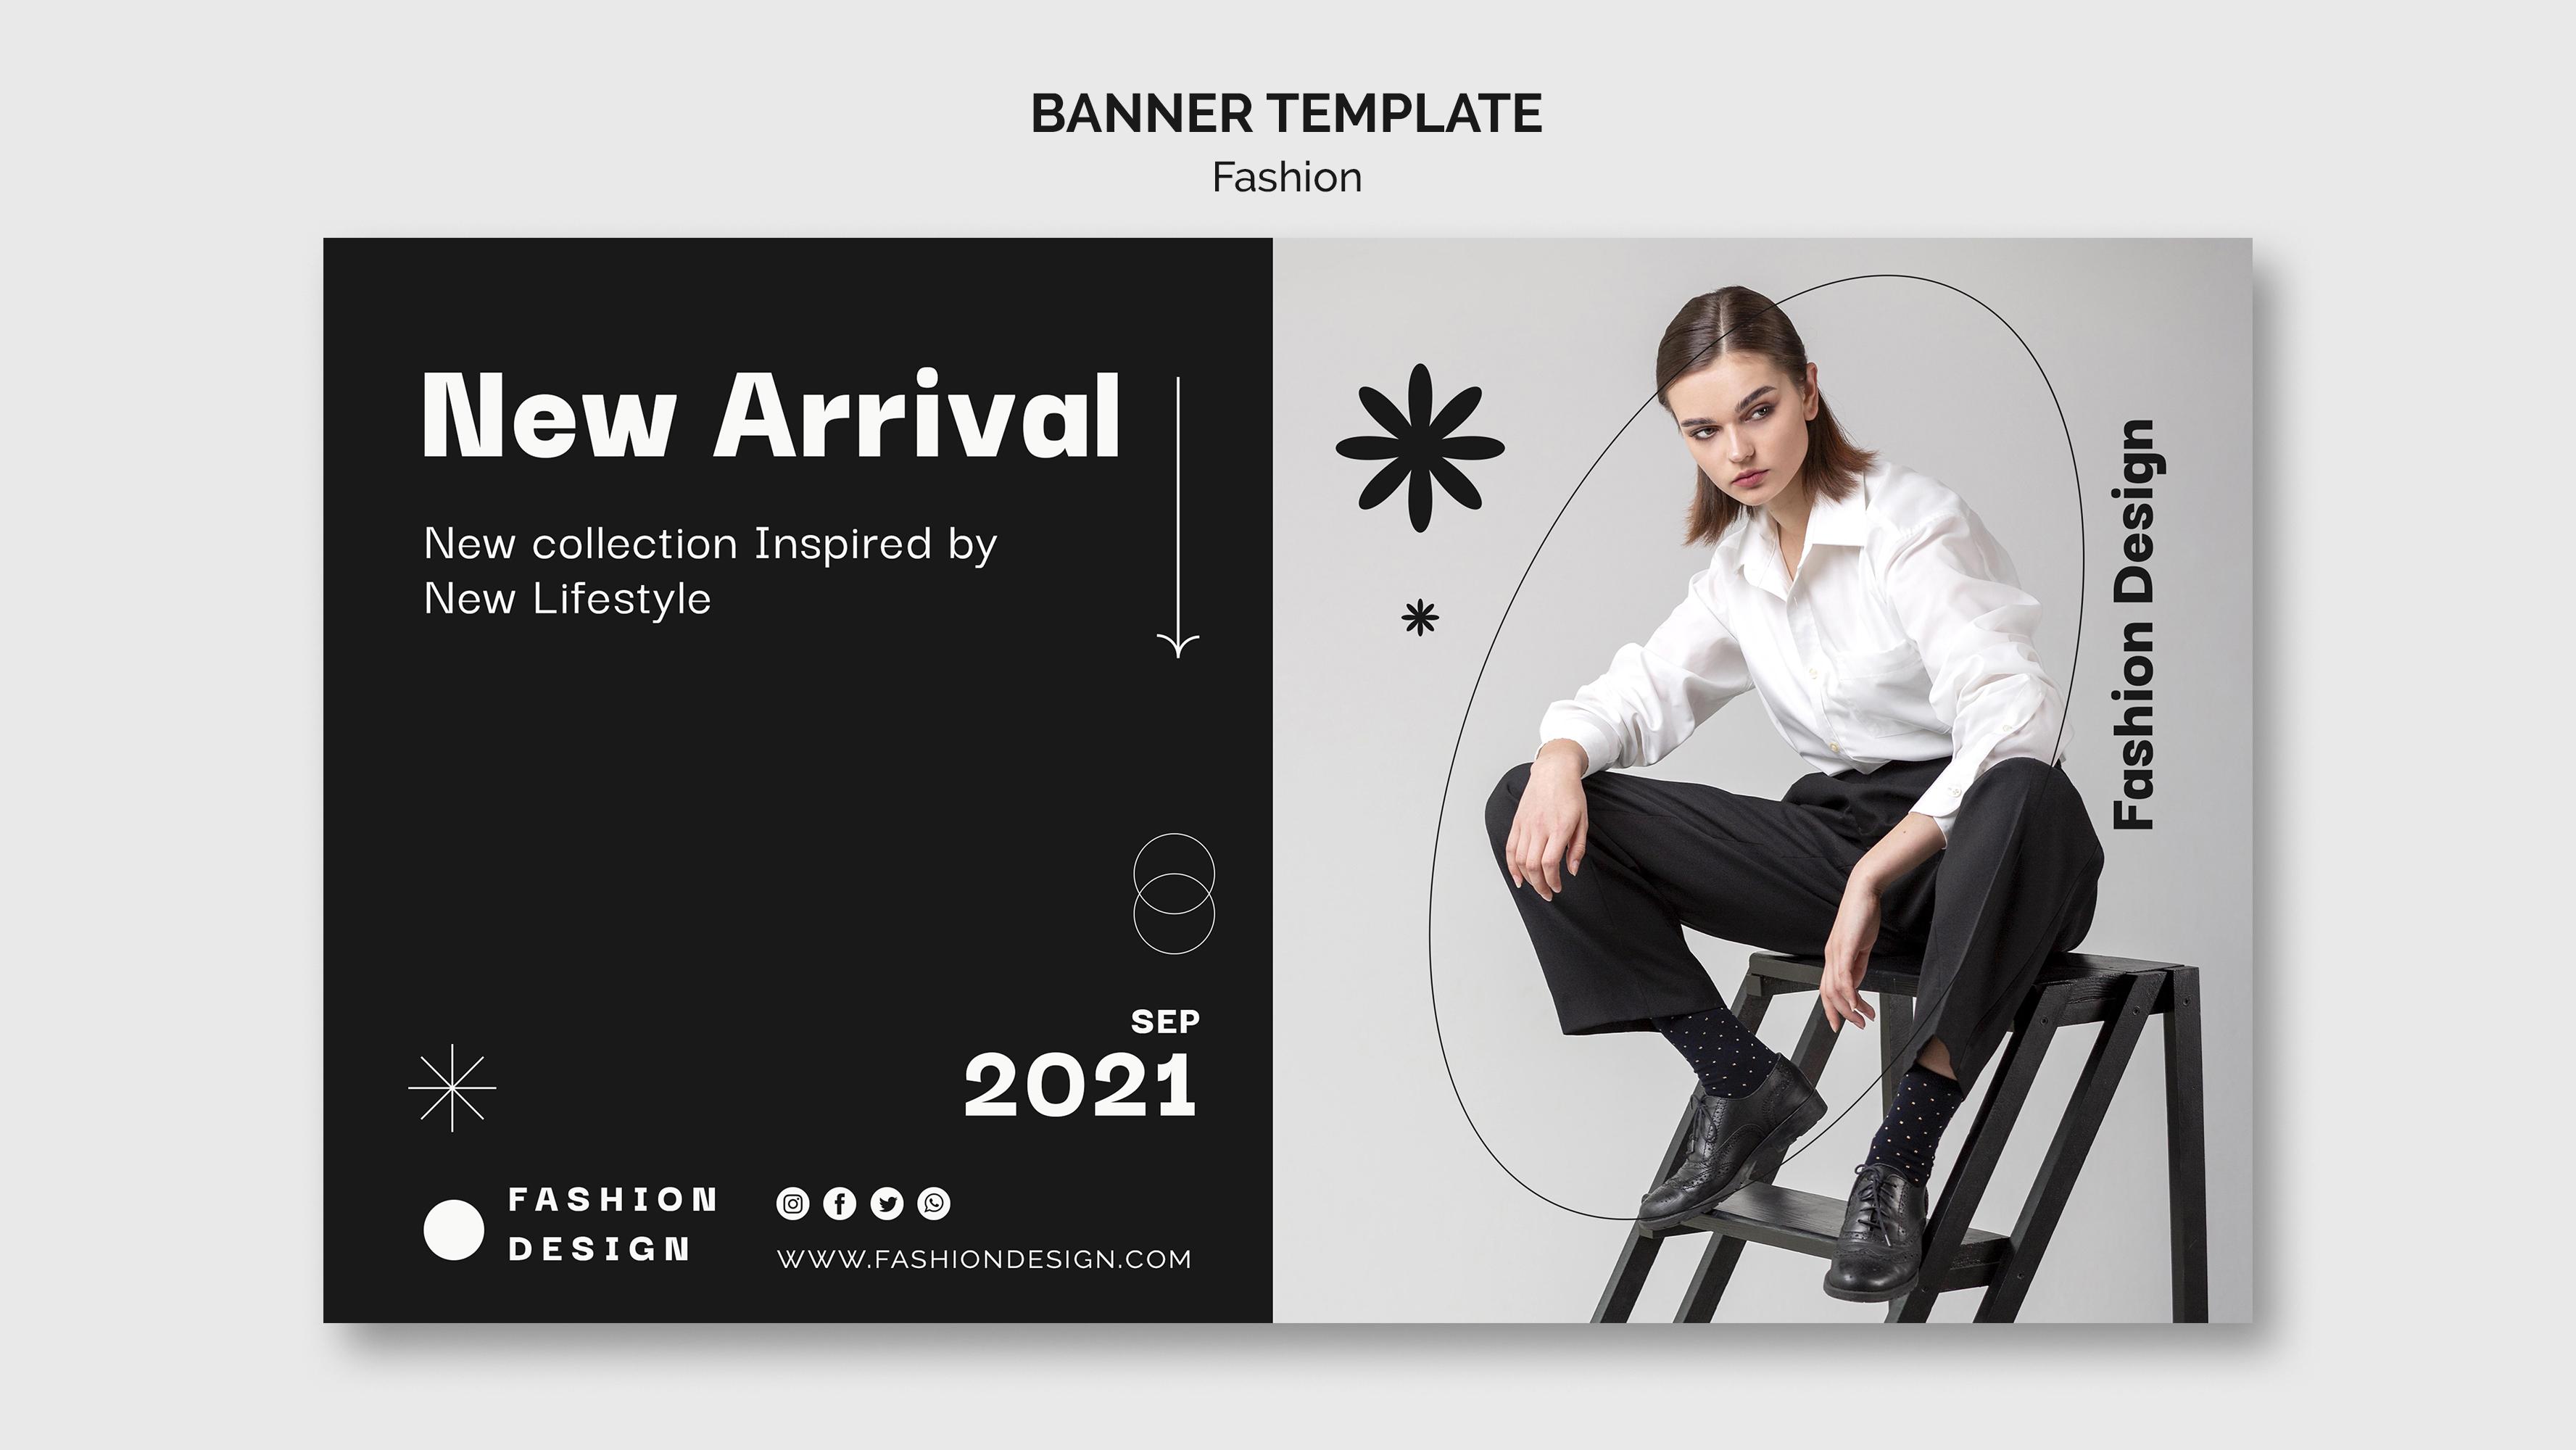 BANNER TEMPLATE
Fashion
New Arrival
New collection Inspired by
New Lifestyle
SEP
2021
FASHION
DESIGN
WWW.FASHIONDESIGN.COM
Fashion Design